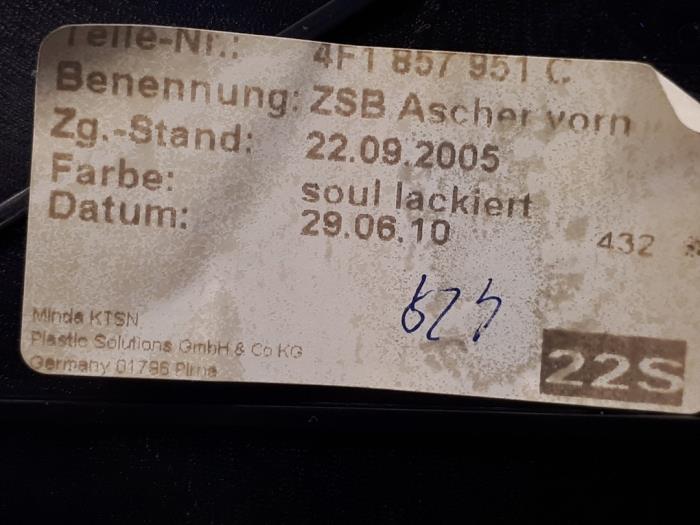 Teile-Nr.: 4F1 857 951 C
Benennung: ZSB Ascher vorn
Zg.-Stand: 22.09.2005
Farbe: soul lackiert
Datum: 29.06.10 432
Minda KTSN
Plastic Solutions GmbH & Co KG
Germany 01796 Pirna
22S